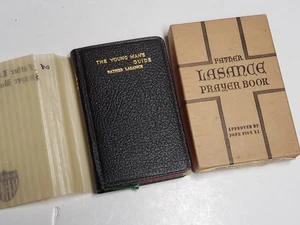 THE YOUNG MAN'S
GUIDE
FATHER LASANCE
FATHER
LASANCE
PRAYER BOOK
APPROVED BY
POPE PIUS XI